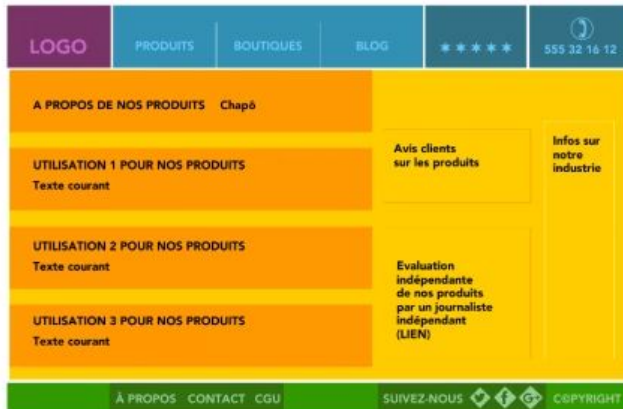 LOGO
PRODUITS
BOUTIQUES
BLOG
★★★★★
555 32 16 12
A PROPOS DE NOS PRODUITS Chapô
UTILISATION 1 POUR NOS PRODUITS
Texte courant
UTILISATION 2 POUR NOS PRODUITS
Texte courant
UTILISATION 3 POUR NOS PRODUITS
Texte courant
Avis clients
sur les produits
Evaluation
indépendante
de nos produits
par un journaliste
indépendant
(LIEN)
Infos sur
notre
industrie
À PROPOS CONTACT CGU
SUIVEZ-NOUS
COPYRIGHT